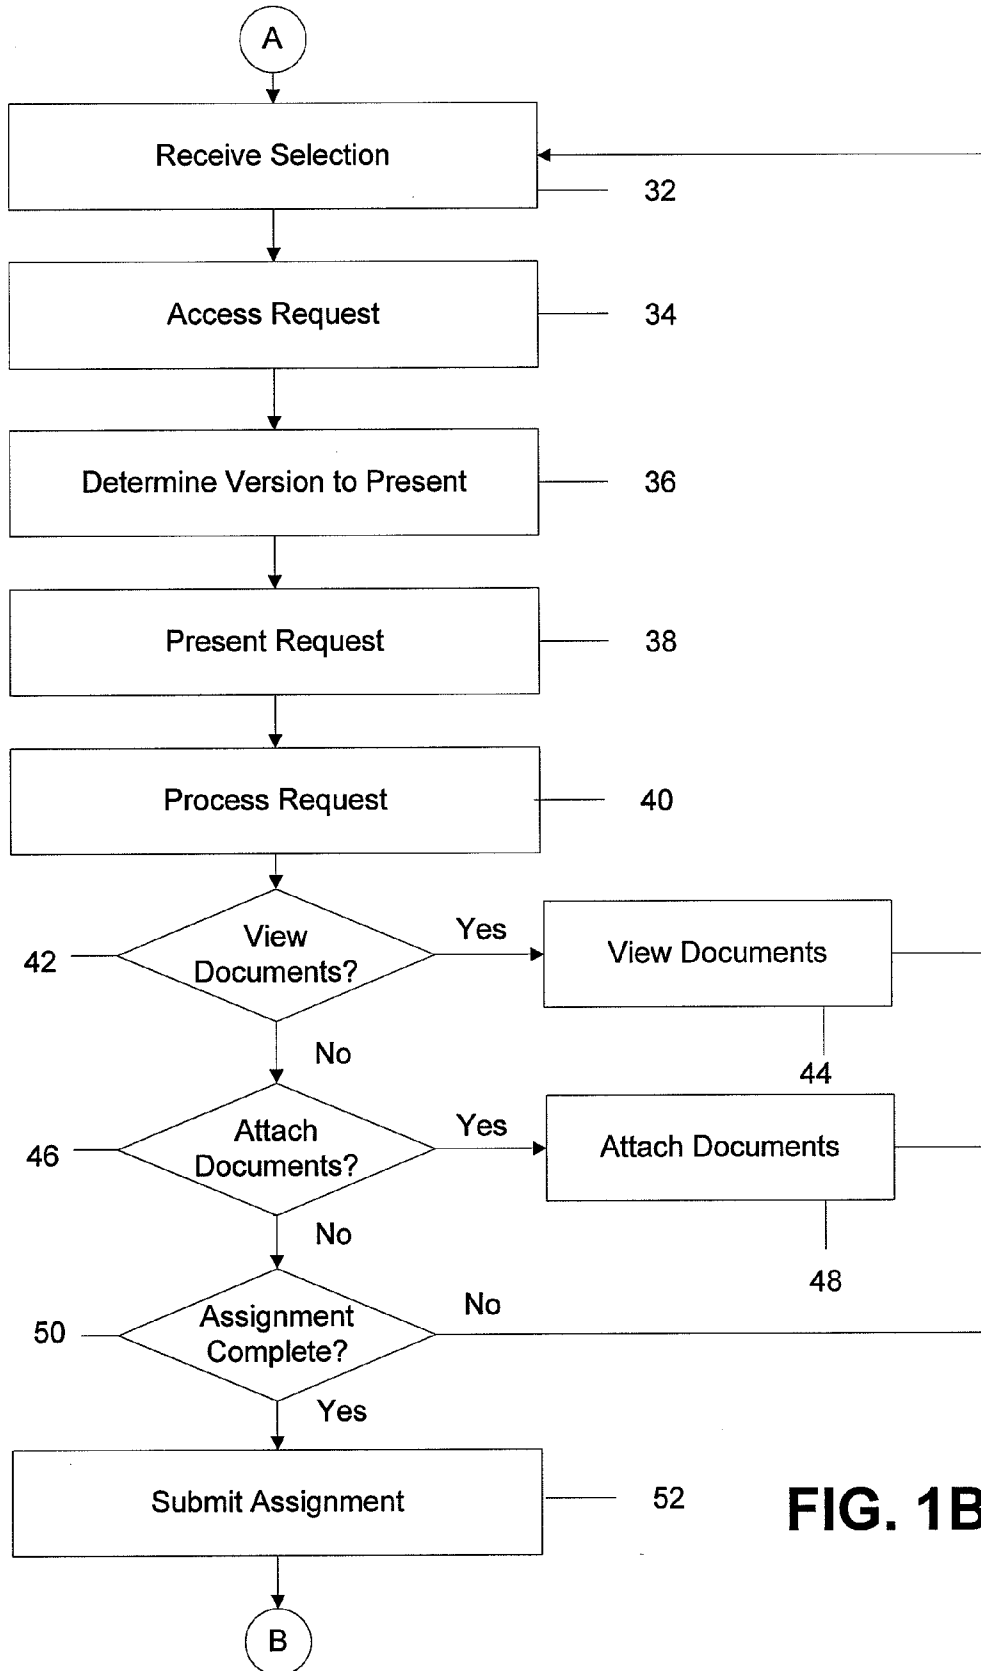 A
Receive Selection
32
Access Request
34
Determine Version to Present
36
Present Request
38
Process Request
40
View
Documents?
42
Yes
View Documents
44
No
Attach
Documents?
46
Yes
Attach Documents
48
No
Assignment
Complete?
50
No
Yes
Submit Assignment
52
FIG. 1B
B